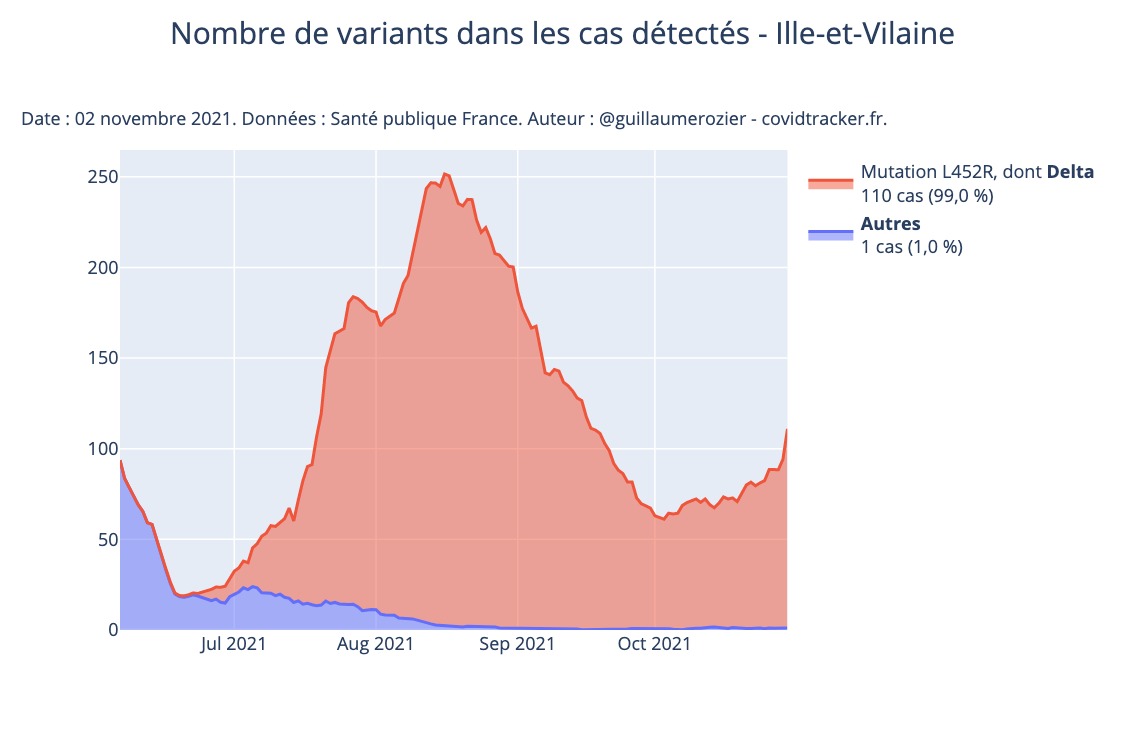 Nombre de variants dans les cas détectés - Ille-et-Vilaine
Date : 02 novembre 2021. Données : Santé publique France. Auteur : @guillaumerozier - covidtracker.fr.
Mutation L452R, dont Delta
110 cas (99,0 %)
Autres
1 cas (1,0 %)
250
200
150
100
50
0
Jul 2021
Aug 2021
Sep 2021
Oct 2021